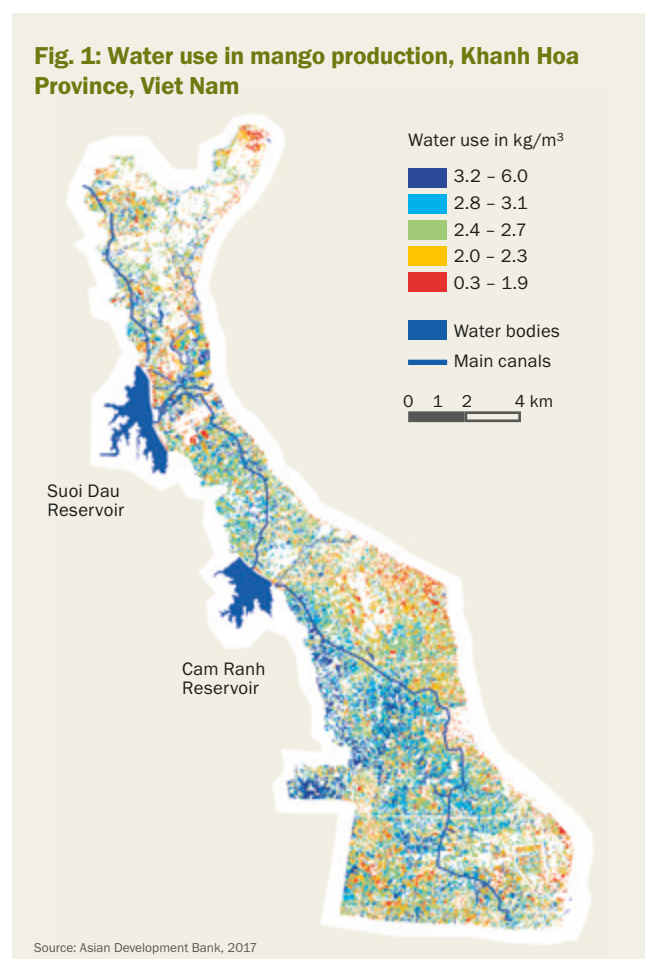 Fig. 1: Water use in mango production, Khanh Hoa
Province, Viet Nam
Water use in kg/m³
3.2 – 6.0
2.8 – 3.1
2.4 – 2.7
2.0 – 2.3
0.3 – 1.9
Water bodies
Main canals
0 1 2 4 km
Suoi Dau
Reservoir
Cam Ranh
Reservoir
Source: Asian Development Bank, 2017